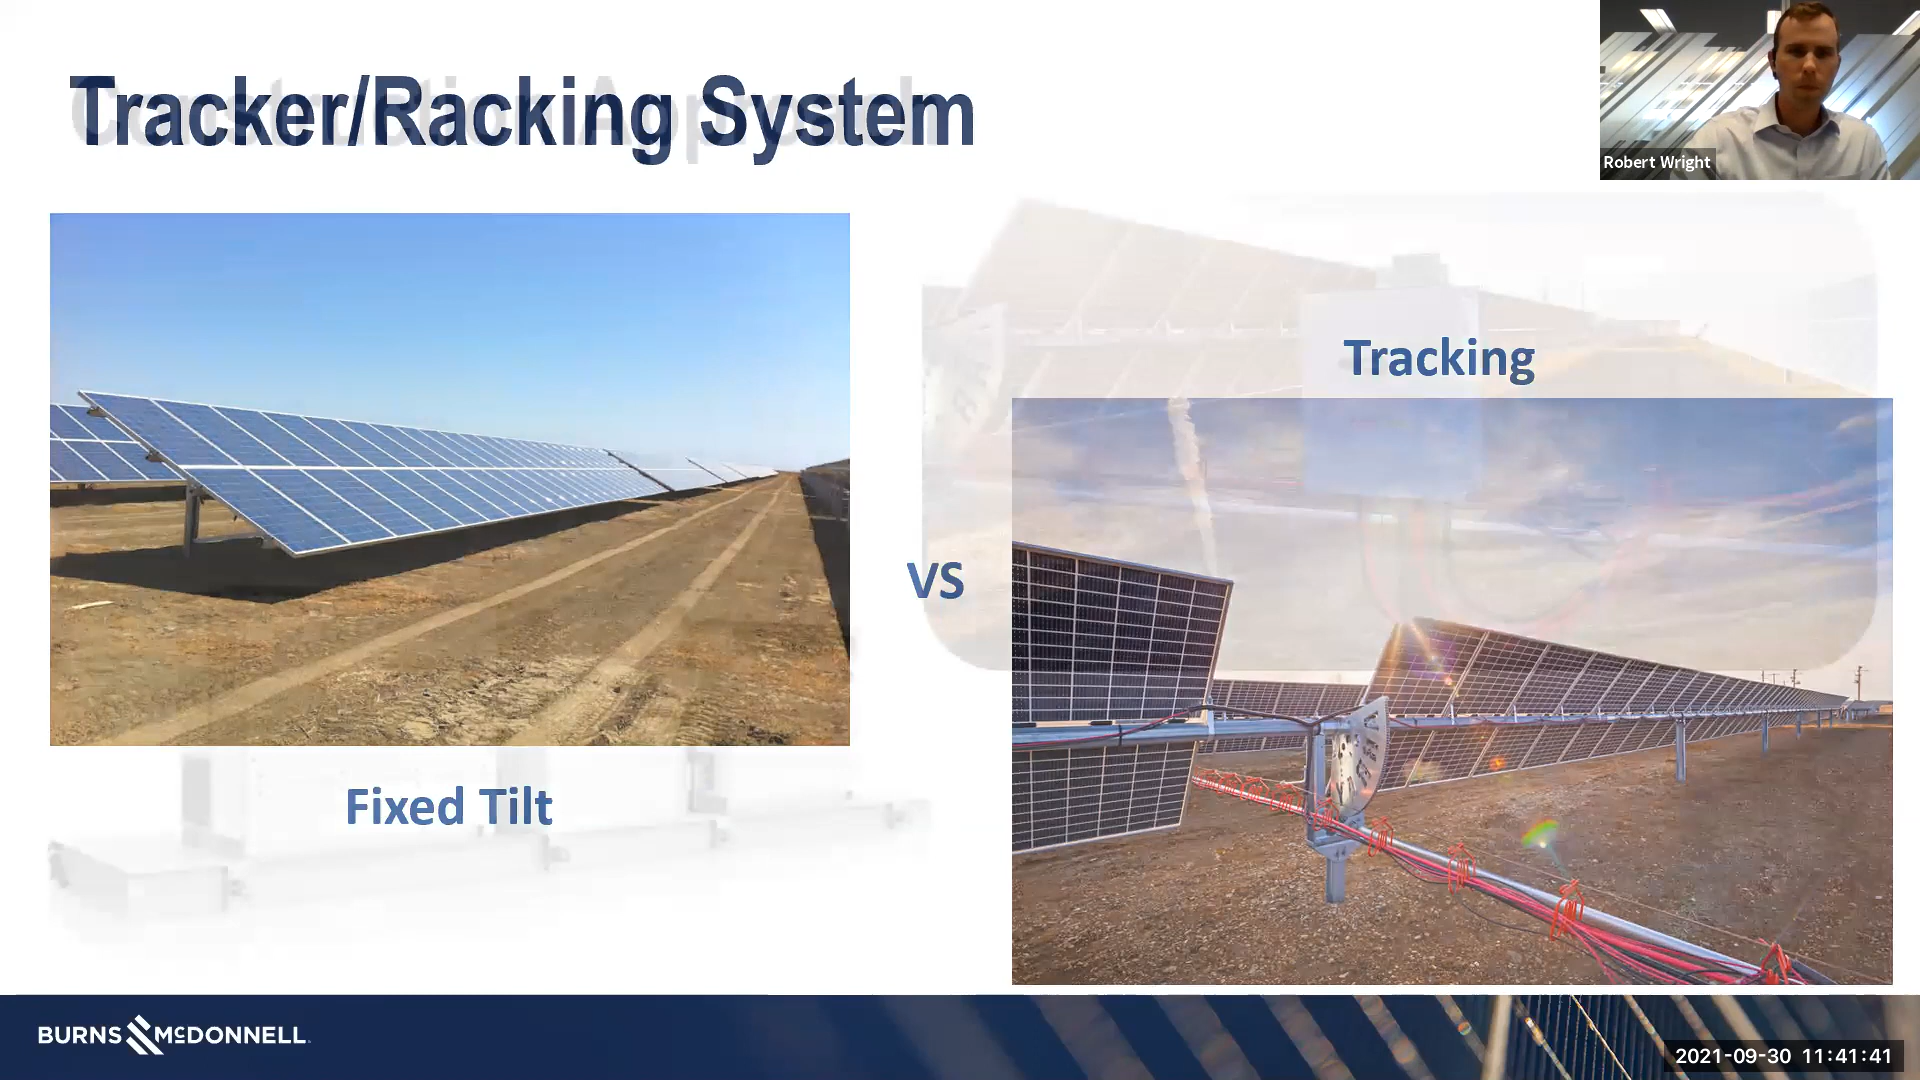 Tracker/Racking System
Robert Wright
Tracking
VS
Fixed Tilt
BURNS MCDONNELL
2021-09-30 11:41:41